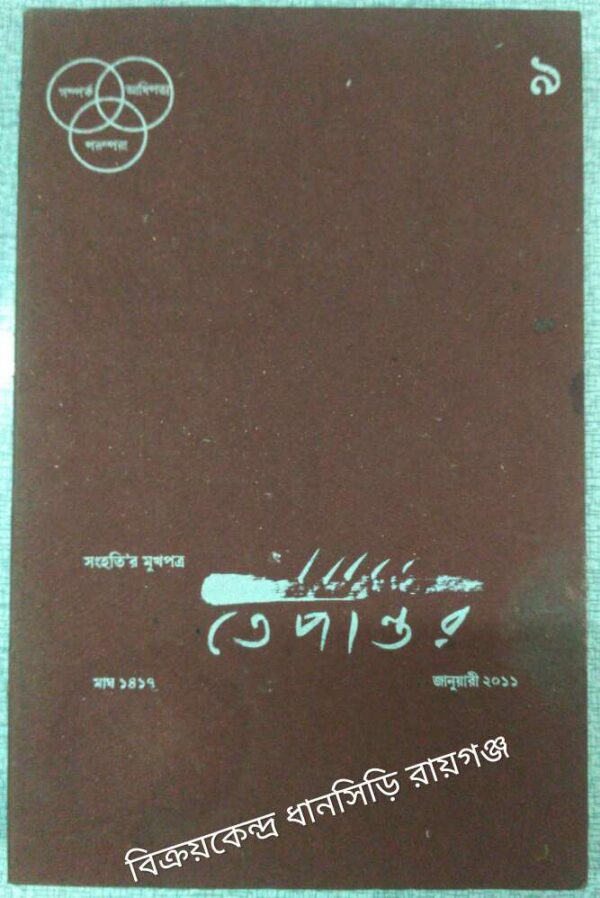 সম্পর্ক আধিপত্য
পরম্পরা
৯
সংহতি'র মুখপত্র
তেপান্তর
মাঘ ১৪১৭
জানুয়ারী ২০১১
বিক্রয়কেন্দ্র ধানসিড়ি রায়গঞ্জ